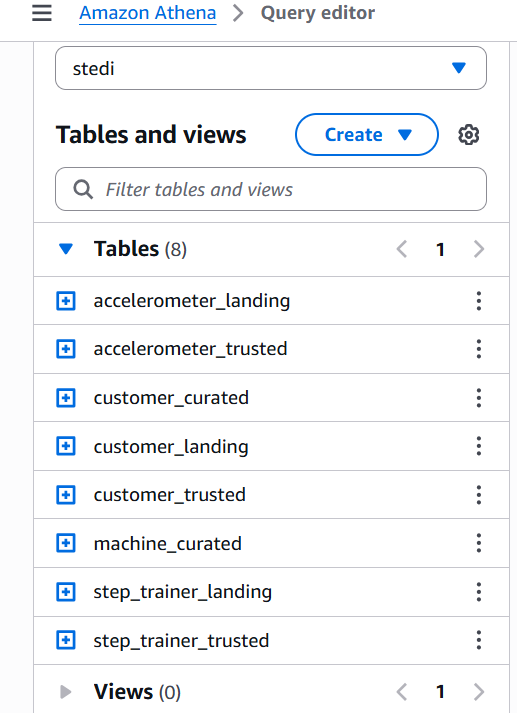 Amazon Athena > Query editor
stedi
Tables and views Create
Filter tables and views
Tables (8) < 1 >
accelerometer_landing
accelerometer_trusted
customer_curated
customer_landing
customer_trusted
machine_curated
step_trainer_landing
step_trainer_trusted
Views (0) < 1 >